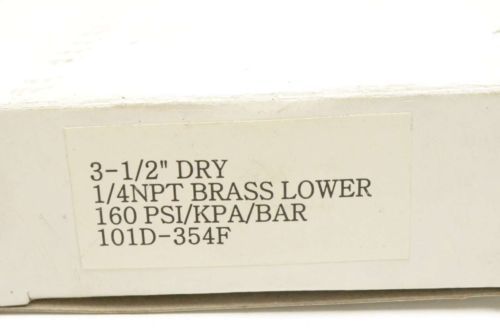 3-1/2" DRY
1/4NPT BRASS LOWER
160 PSI/KPA/BAR
101D-354F